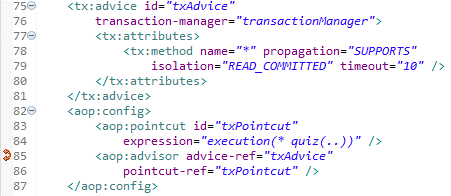 75 <tx:advice id="txAdvice"
76 transaction-manager="transactionManager">
77 <tx:attributes>
78 <tx:method name="*" propagation="SUPPORTS"
79 isolation="READ_COMMITTED" timeout="10" />
80 </tx:attributes>
81 </tx:advice>
82 <aop:config>
83 <aop:pointcut id="txPointcut"
84 expression="execution(* quiz(..))" />
85 <aop:advisor advice-ref="txAdvice"
86 pointcut-ref="txPointcut" />
87 </aop:config>